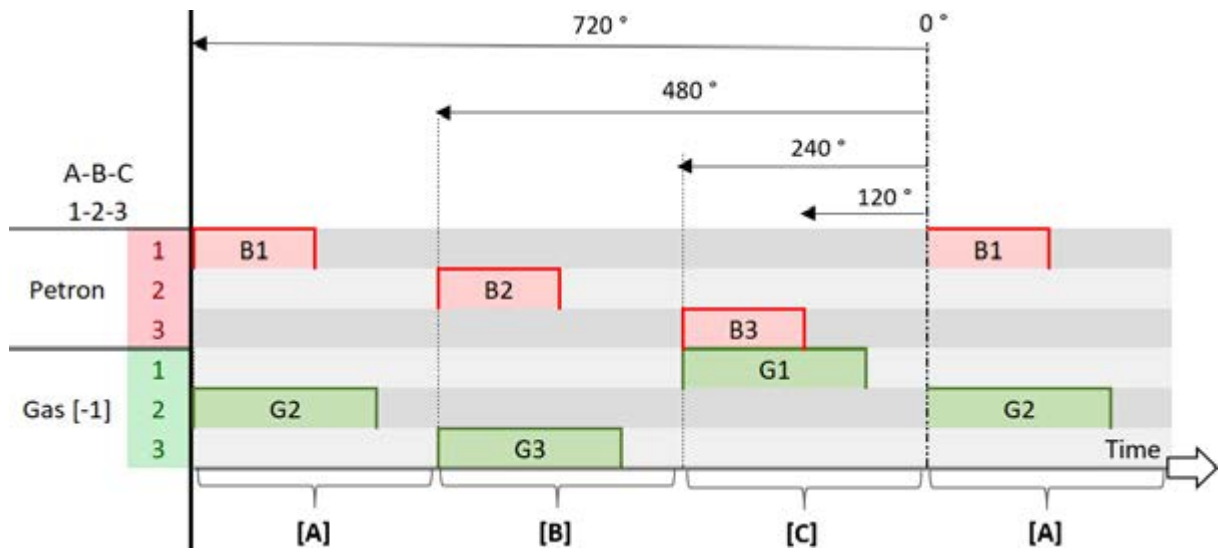 720 °
0 °
480 °
240 °
120 °
A-B-C
1-2-3
Petron
1
B1
B1
2
B2
3
B3
Gas [-1]
1
G1
2
G2
G2
3
G3
Time
[A]
[B]
[C]
[A]